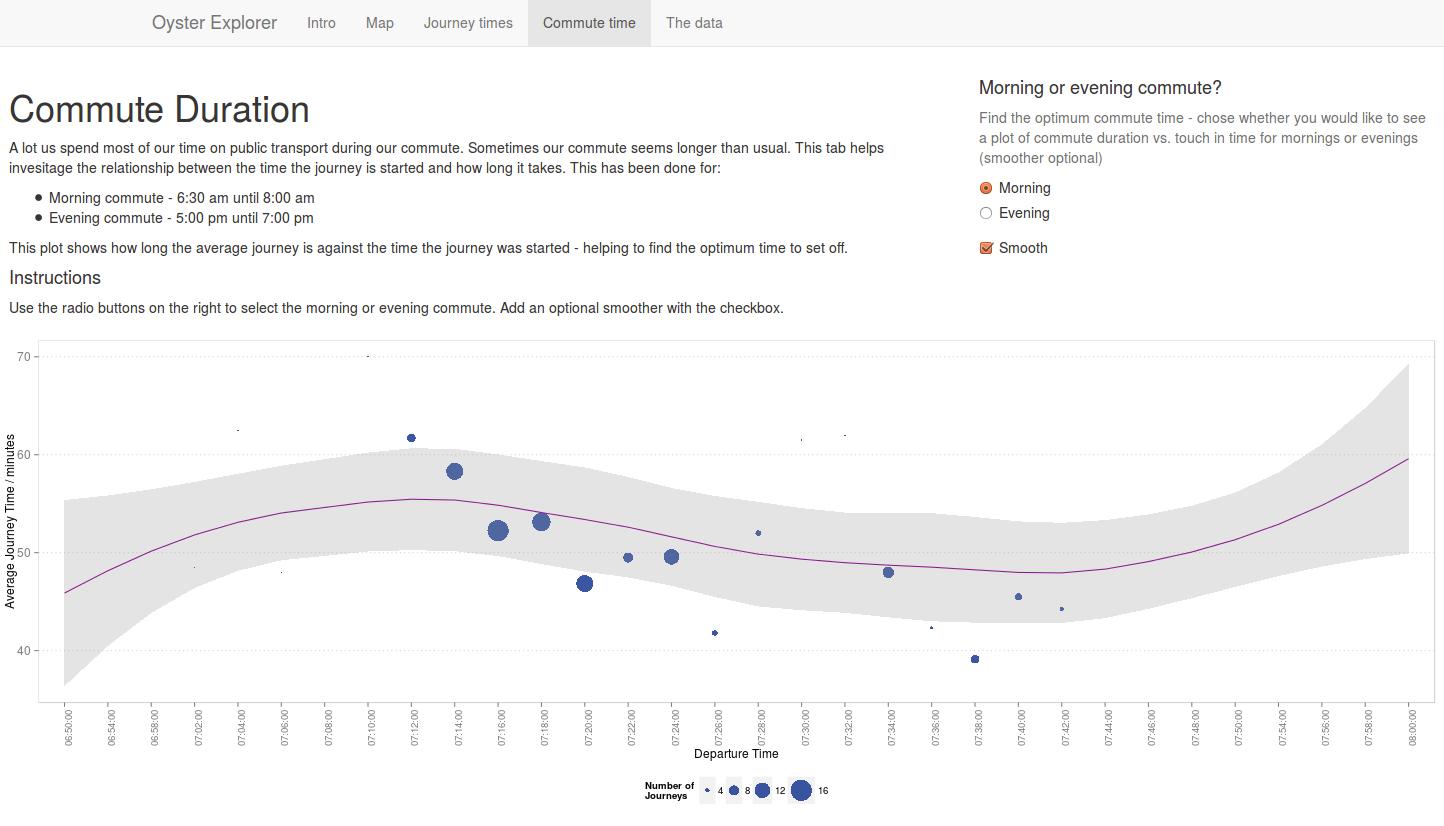 Oyster Explorer Intro Map Journey times Commute time The data
Commute Duration
A lot us spend most of our time on public transport during our commute. Sometimes our commute seems longer than usual. This tab helps
invesitage the relationship between the time the journey is started and how long it takes. This has been done for:
Morning commute - 6:30 am until 8:00 am
Evening commute - 5:00 pm until 7:00 pm
This plot shows how long the average journey is against the time the journey was started - helping to find the optimum time to set off.
Instructions
Use the radio buttons on the right to select the morning or evening commute. Add an optional smoother with the checkbox.
Morning or evening commute?
Find the optimum commute time - chose whether you would like to see
a plot of commute duration vs. touch in time for mornings or evenings
(smoother optional)
Morning
Evening
Smooth
Average Journey Time / minutes
70
60
50
40
06:50:00
06:54:00
06:58:00
07:02:00
07:04:00
07:06:00
07:08:00
07:10:00
07:12:00
07:14:00
07:16:00
07:18:00
07:20:00
07:22:00
07:24:00
07:26:00
07:28:00
07:30:00
07:32:00
07:34:00
07:36:00
07:38:00
07:40:00
07:42:00
07:44:00
07:46:00
07:48:00
07:50:00
07:54:00
07:56:00
07:58:00
08:00:00
Departure Time
Number of
Journeys
4 8 12 16